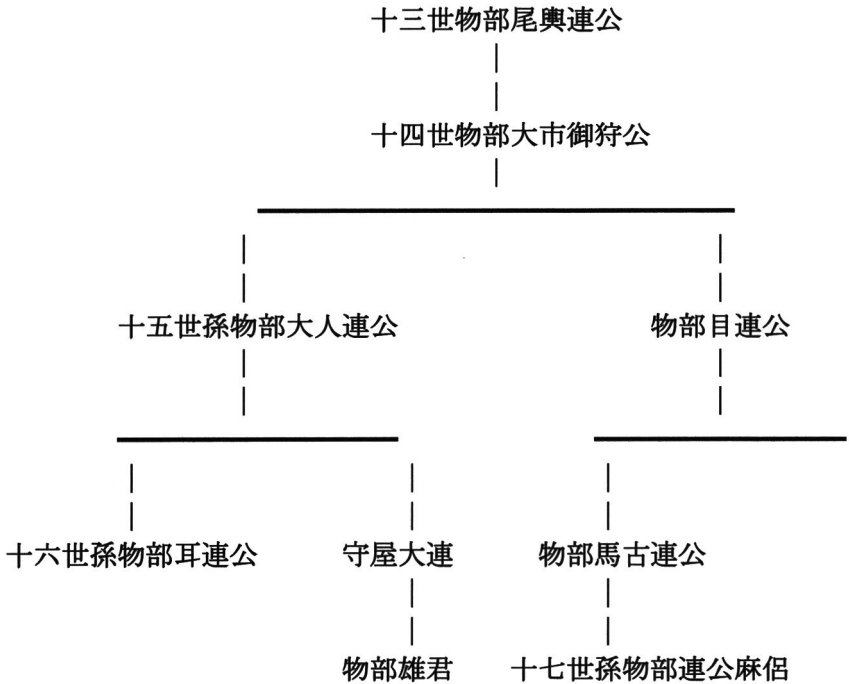 十三世物部尾輿連公
十四世物部大市御狩公
十五世孫物部大人連公
物部目連公
十六世孫物部耳連公
守屋大連
物部馬古連公
物部雄君
十七世孫物部連公麻侶